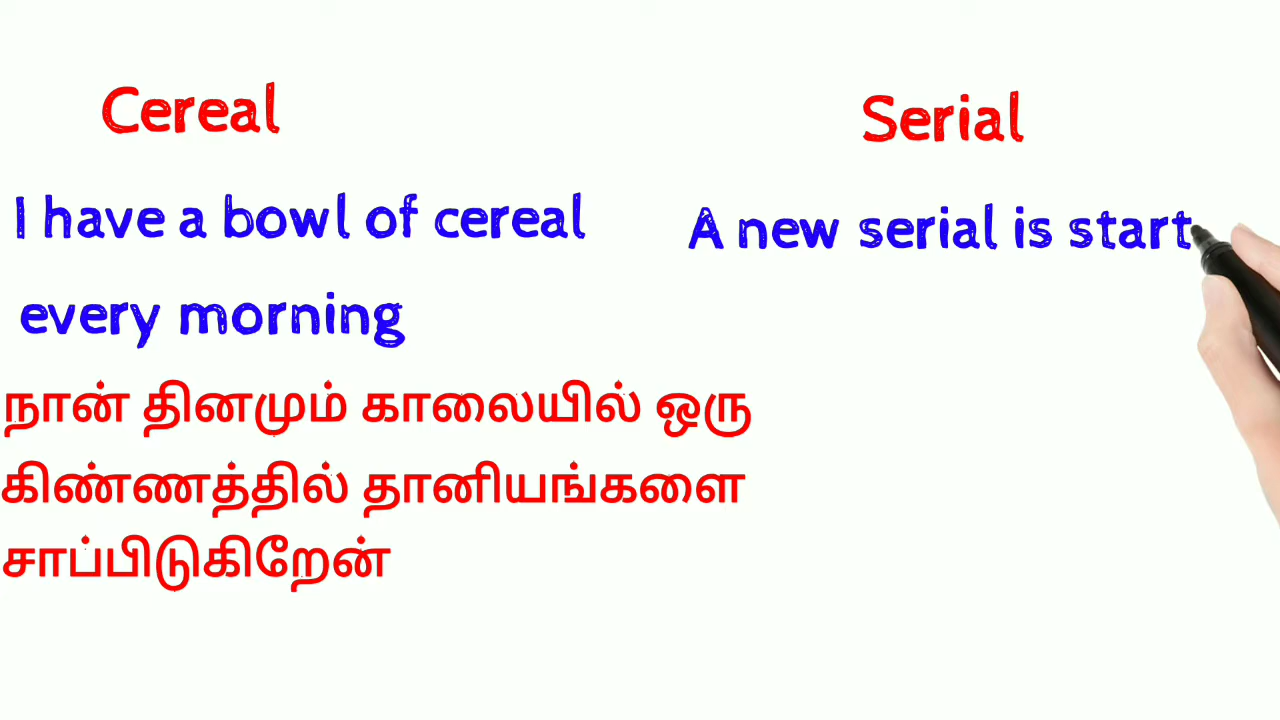 Cereal
I have a bowl of cereal
every morning
நான் தினமும் காலையில் ஒரு
கிண்ணத்தில் தானியங்களை
சாப்பிடுகிறேன்
Serial
A new serial is start